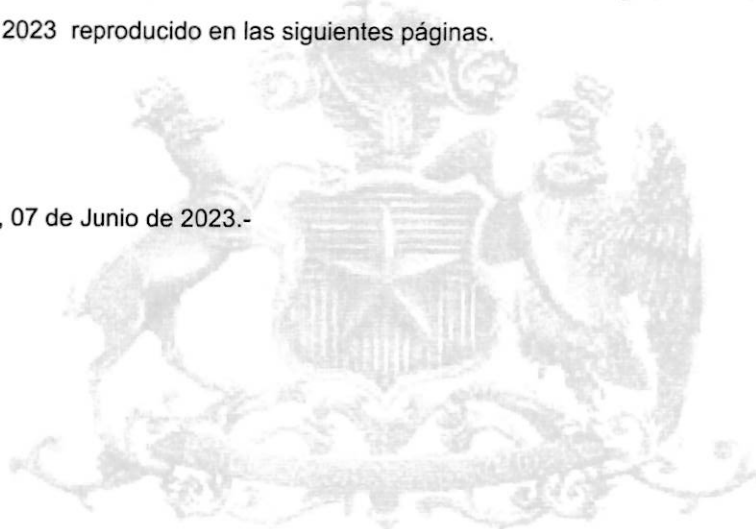 2023 reproducido en las siguientes páginas.
, 07 de Junio de 2023.-